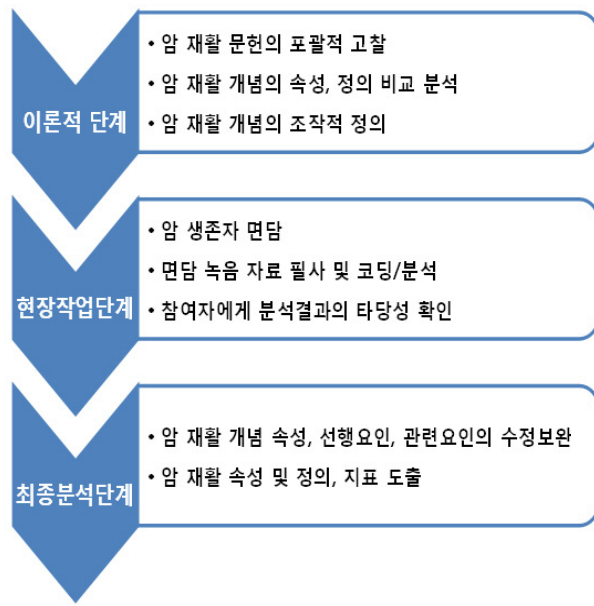 이론적 단계
• 암 재활 문헌의 포괄적 고찰
• 암 재활 개념의 속성, 정의 비교 분석
• 암 재활 개념의 조작적 정의
현장작업단계
• 암 생존자 면담
• 면담 녹음 자료 필사 및 코딩/분석
• 참여자에게 분석결과의 타당성 확인
최종분석단계
• 암 재활 개념 속성, 선행요인, 관련요인의 수정보완
• 암 재활 속성 및 정의, 지표 도출